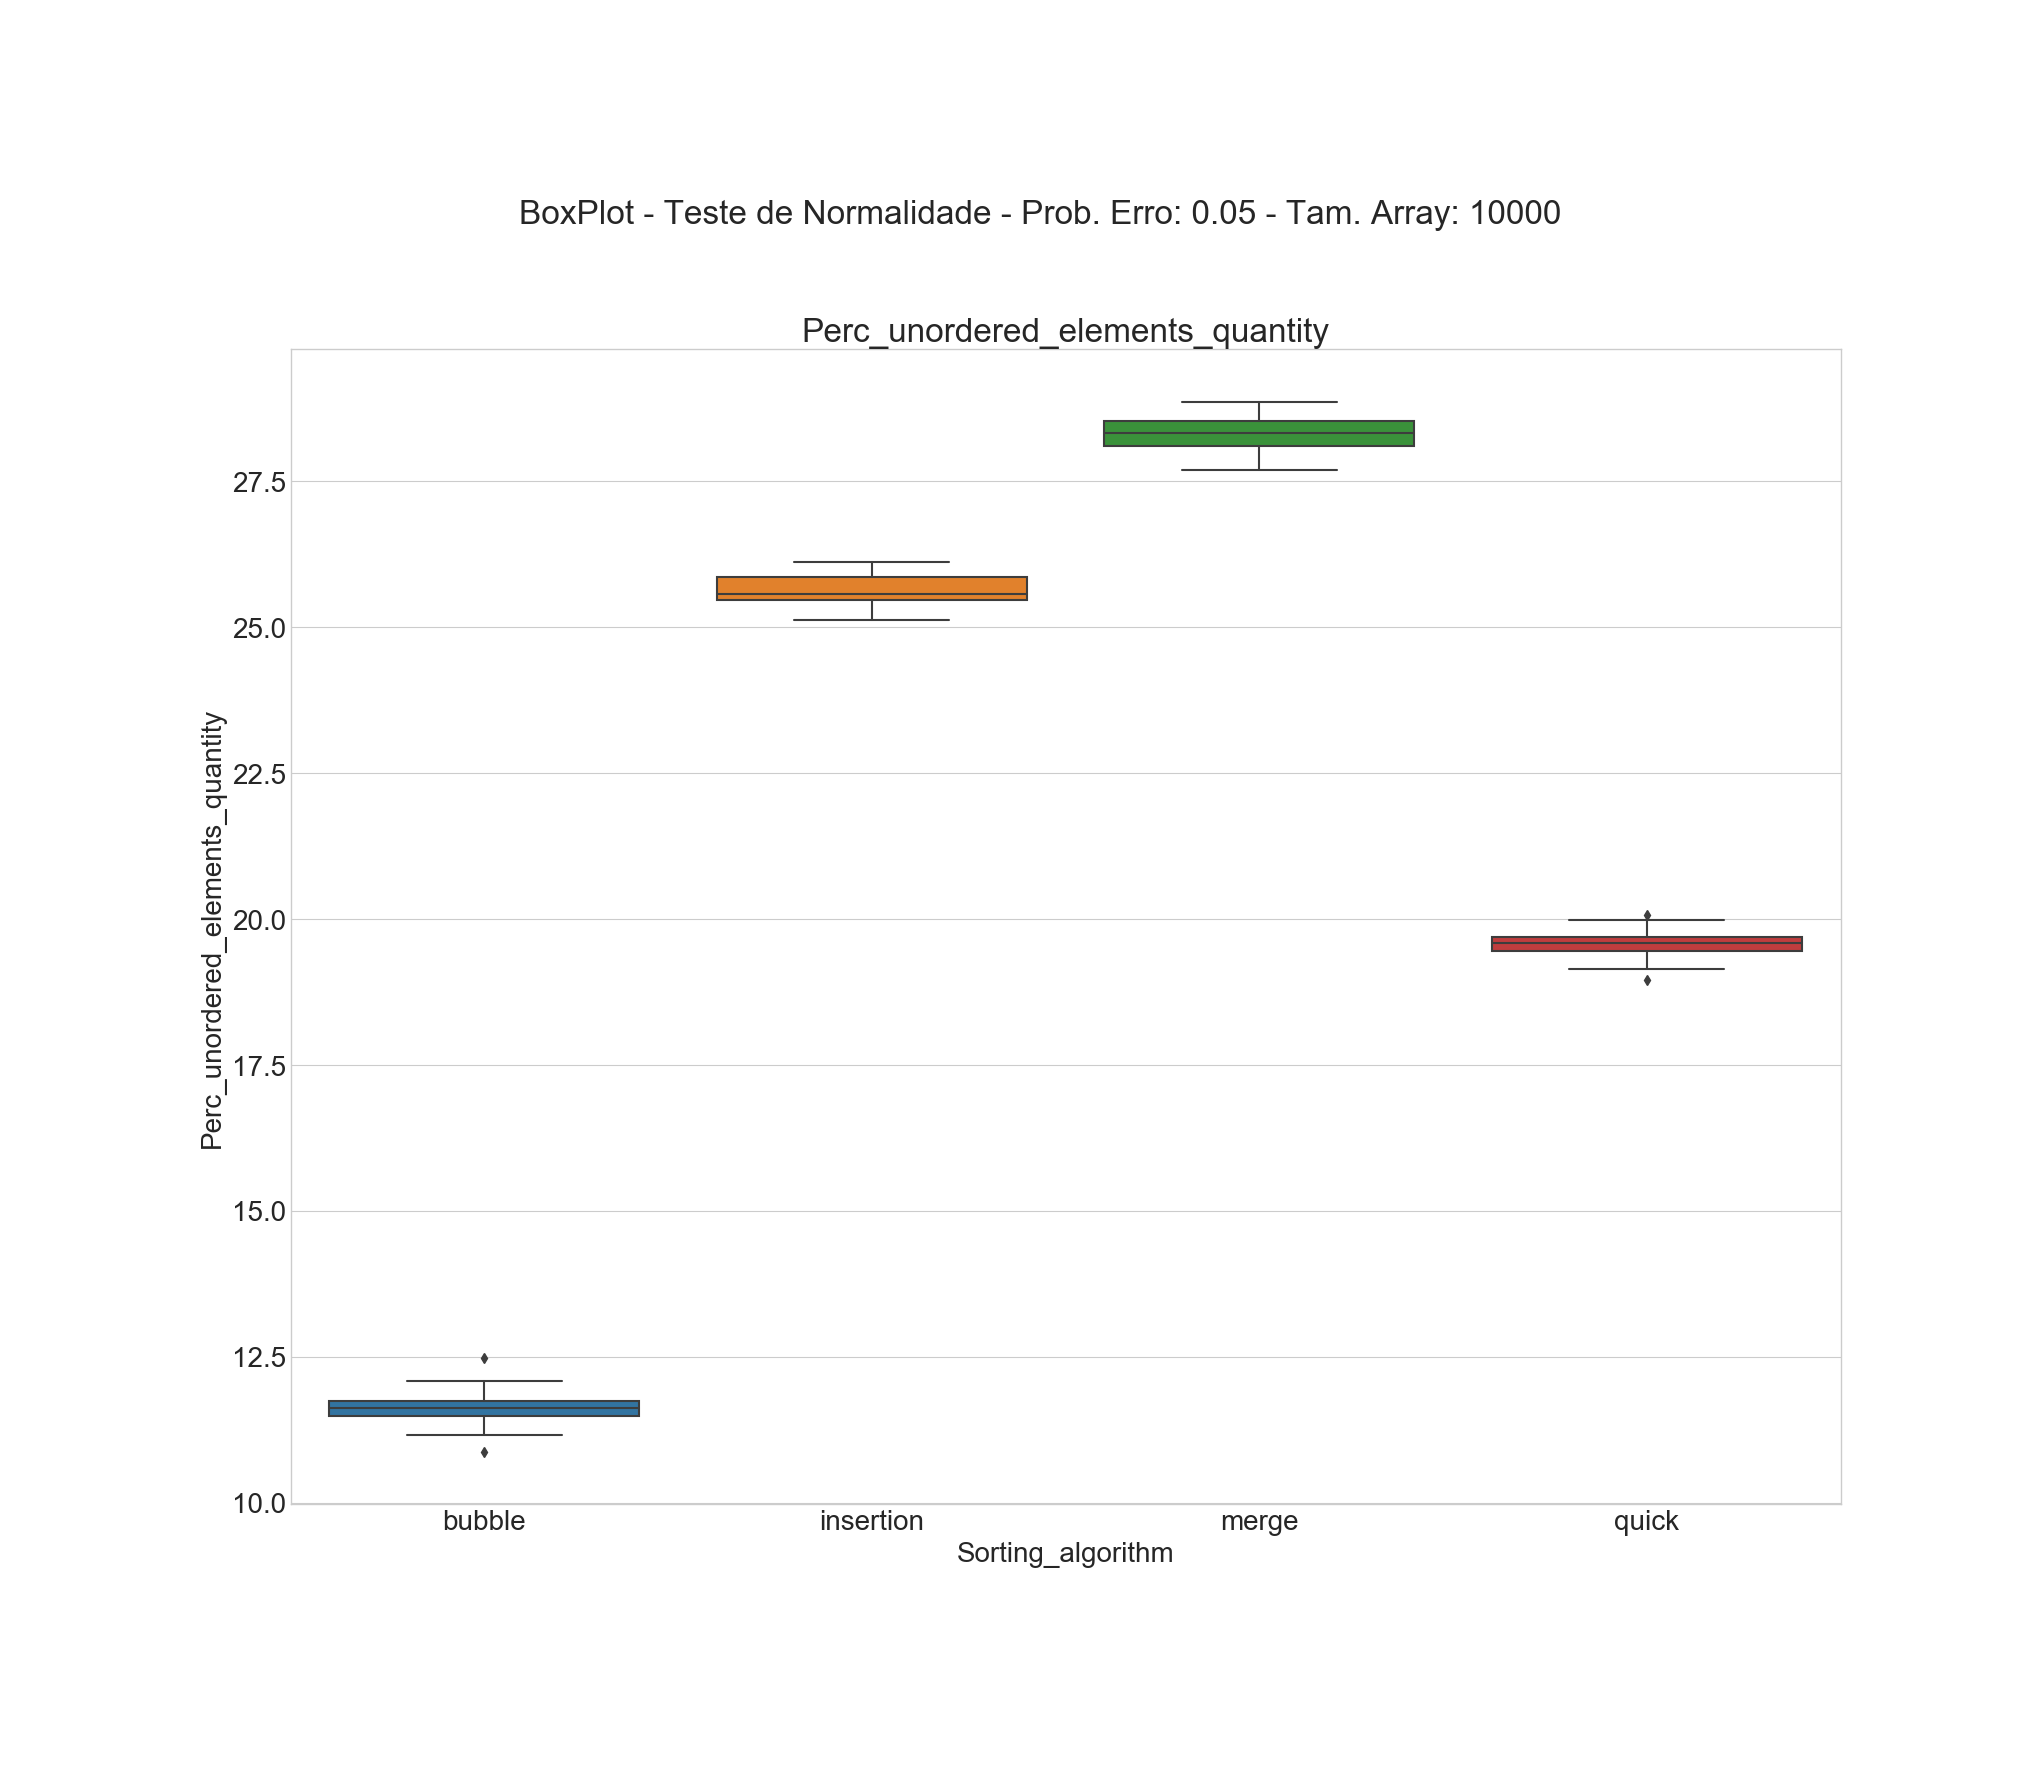 BoxPlot - Teste de Normalidade - Prob. Erro: 0.05 - Tam. Array: 10000
Perc_unordered_elements_quantity
Perc_unordered_elements_quantity
27.5
25.0
22.5
20.0
17.5
15.0
12.5
10.0
bubble insertion merge quick
Sorting_algorithm